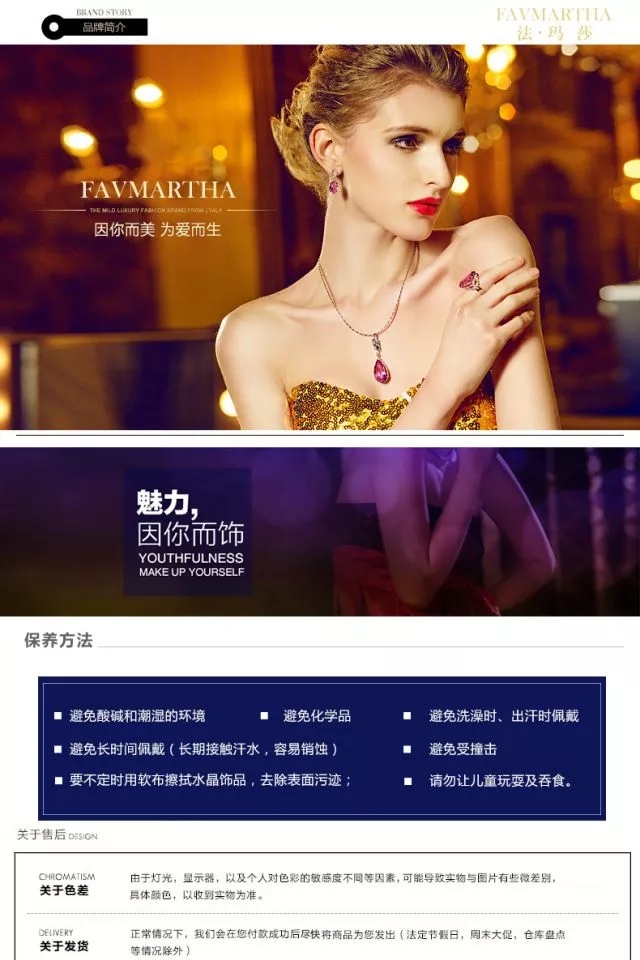 BRAND STORY
品牌简介
FAVMARTHA
法·玛 莎
FAVMARTHA
THE MILD LUXURY FASHION BRAND FROM ITALY
因你而美 为爱而生
魅力,
因你而饰
YOUTHFULNESS
MAKE UP YOURSELF
保养方法
■ 避免酸碱和潮湿的环境 ■ 避免化学品 ■ 避免洗澡时、出汗时佩戴
■ 避免长时间佩戴（长期接触汗水，容易销蚀） ■ 避免受撞击
■ 要不定时用软布擦拭水晶饰品，去除表面污迹； ■ 请勿让儿童玩耍及吞食。
关于售后 DESIGN
CHROMATISM
关于色差
由于灯光，显示器，以及个人对色彩的敏感度不同等因素，可能导致实物与图片有些微差别，
具体颜色，以收到实物为准。
DELIVERY
关于发货
正常情况下，我们会在您付款成功后尽快将商品为您发出（法定节假日，周末大促，仓库盘点
等情况除外）